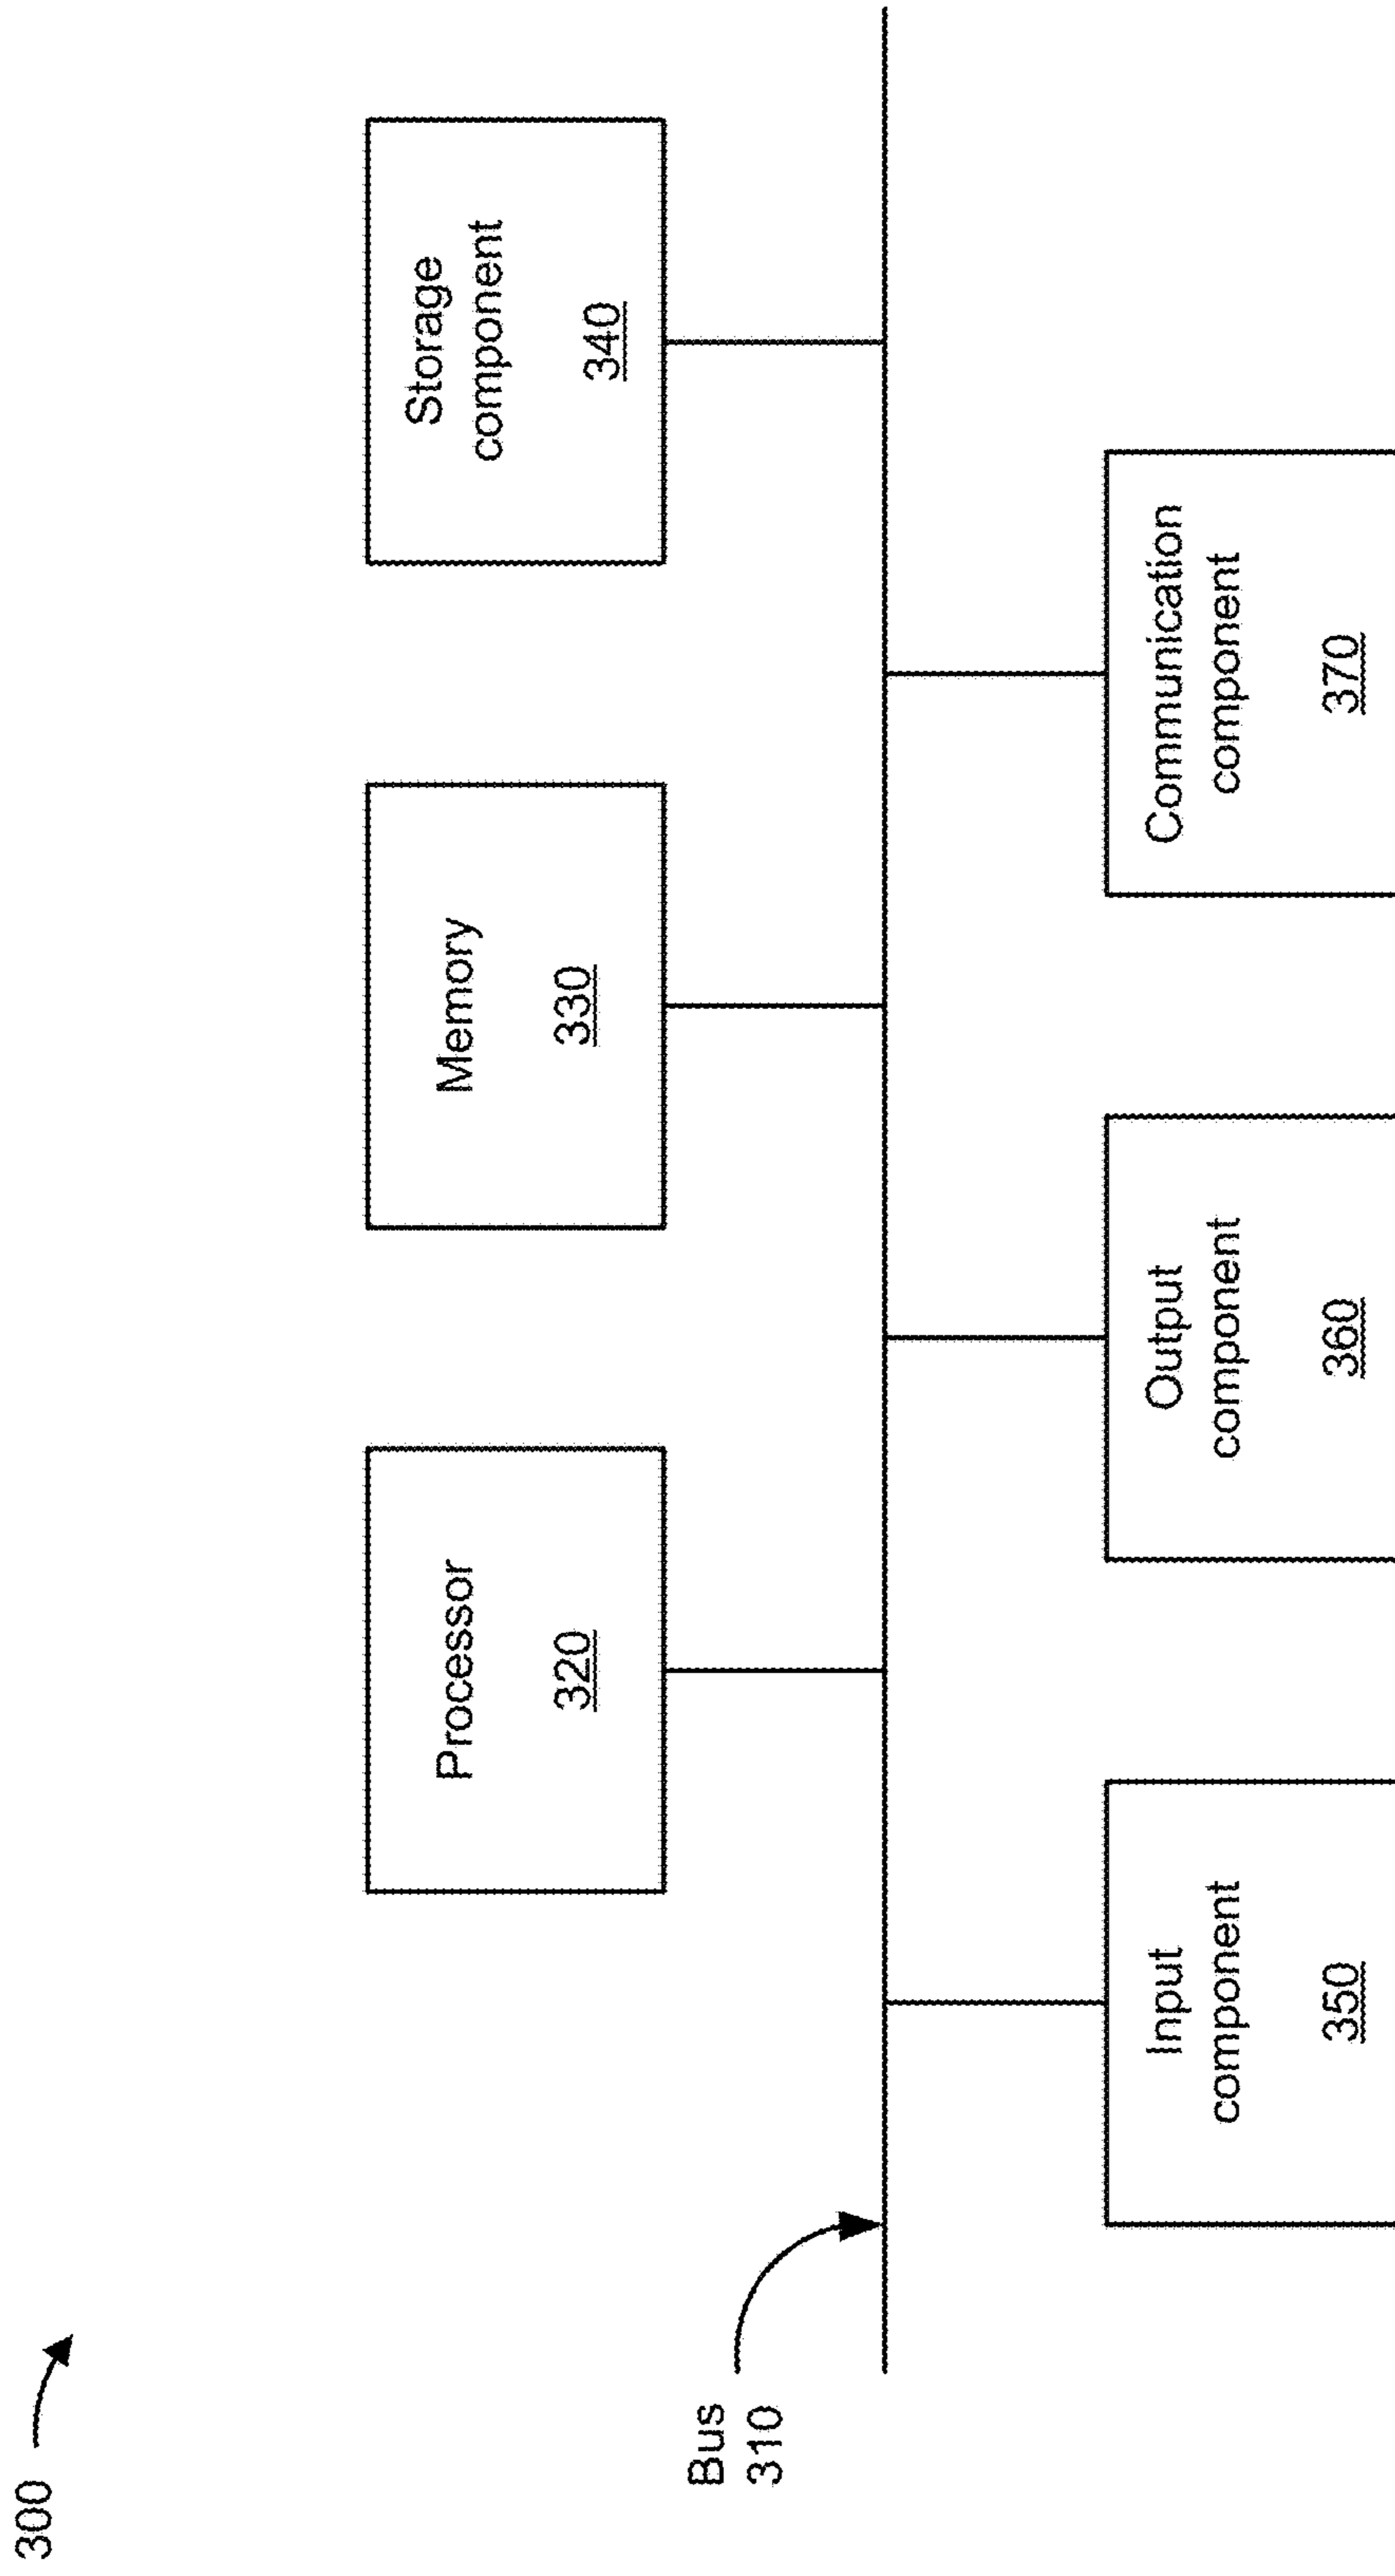 300
Processor
320
Memory
330
Storage
component
340
Bus
310
Input
component
350
Output
component
360
Communication
component
370